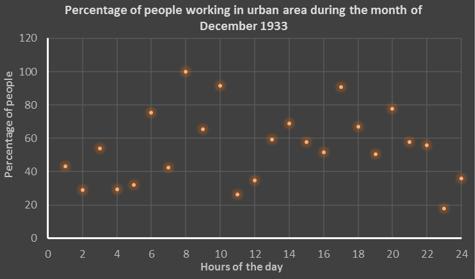 Percentage of people working in urban area during the month of
December 1933
120
100
80
60
40
20
0
Percentage of people
0 2 4 6 8 10 12 14 16 18 20 22 24
Hours of the day